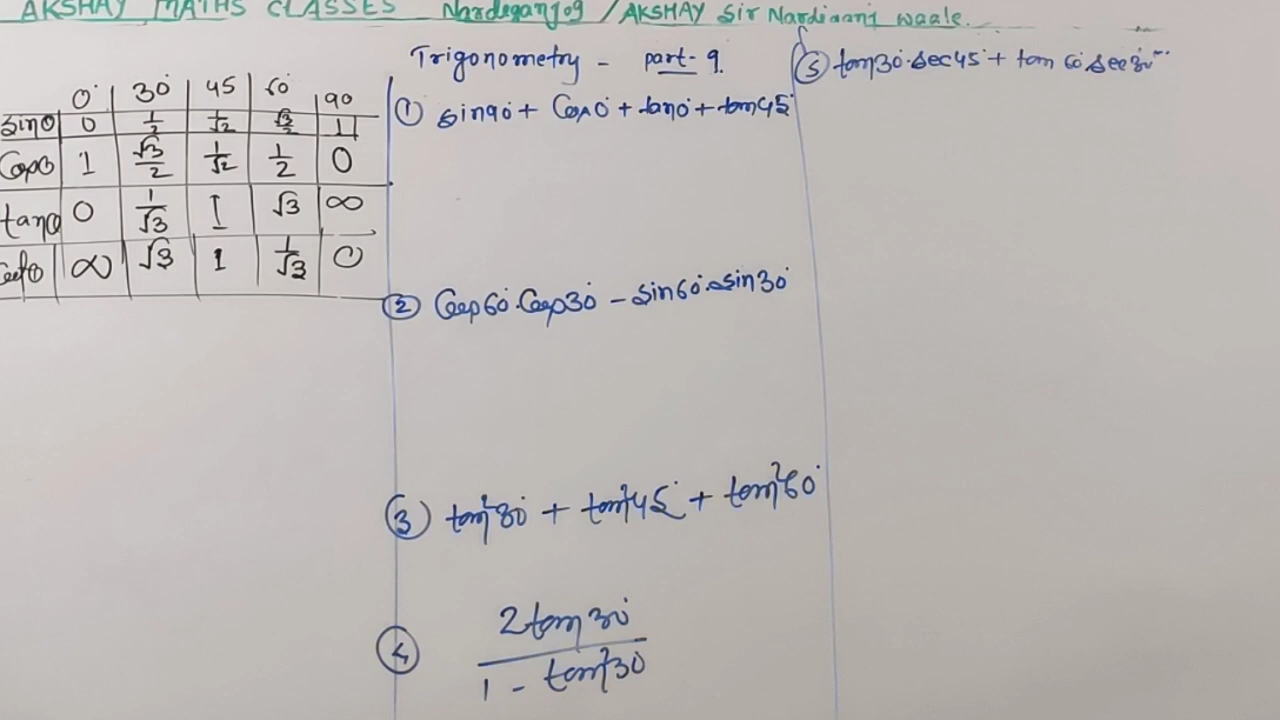 AKSHAY MATHS CLASSES Nardeganj 09 / AKSHAY Sir Nardiganj waale.
Trigonometry - part-9.
0° 30° 45 60° 90
sinθ 0 1/2 1/√2 √3/2 1
Cosθ 1 √3/2 1/√2 1/2 0
tanθ 0 1/√3 1 √3 ∞
Cotθ ∞ √3 1 1/√3 0
① sin90° + Cos0° + tan0° + tan45°
② Cos60°.Cos30° - sin60°.sin30°
③ tan²30° + tan²45° + tan²60°
④ 2tan30° / 1 - tan²30
⑤ tan30°.sec45° + tan60°.sec30°